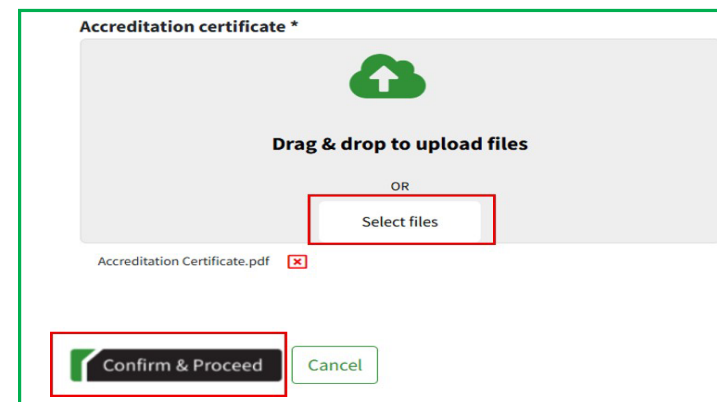 Accreditation certificate *
Drag & drop to upload files
OR
Select files
Accreditation Certificate.pdf
Confirm & Proceed
Cancel